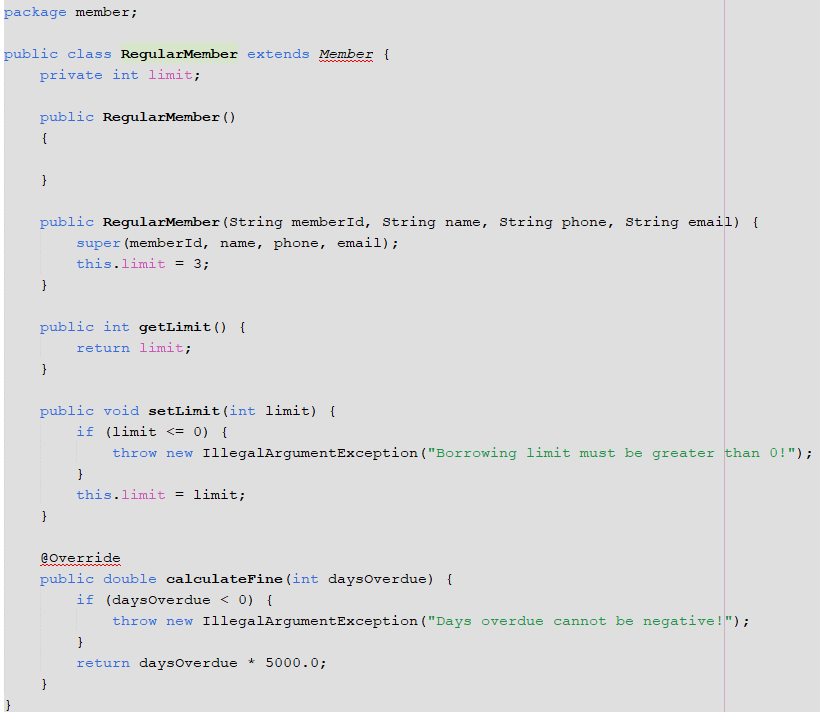 package member;
public class RegularMember extends Member {
private int limit;
public RegularMember()
{
}
public RegularMember(String memberId, String name, String phone, String email) {
super(memberId, name, phone, email);
this.limit = 3;
}
public int getLimit() {
return limit;
}
public void setLimit(int limit) {
if (limit <= 0) {
throw new IllegalArgumentException("Borrowing limit must be greater than 0!");
}
this.limit = limit;
}
@Override
public double calculateFine(int daysOverdue) {
if (daysOverdue < 0) {
throw new IllegalArgumentException("Days overdue cannot be negative!");
}
return daysOverdue * 5000.0;
}
}